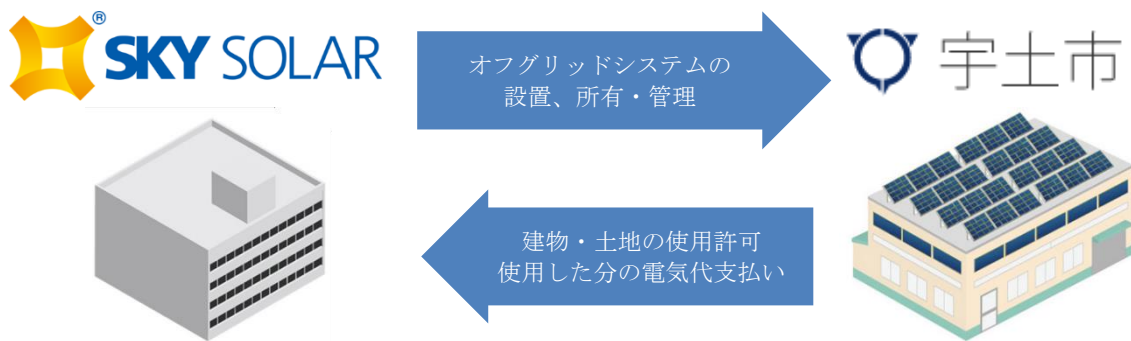 ® SKY SOLAR
オフグリッドシステムの
設置、所有・管理
宇土市
建物・土地の使用許可
使用した分の電気代支払い